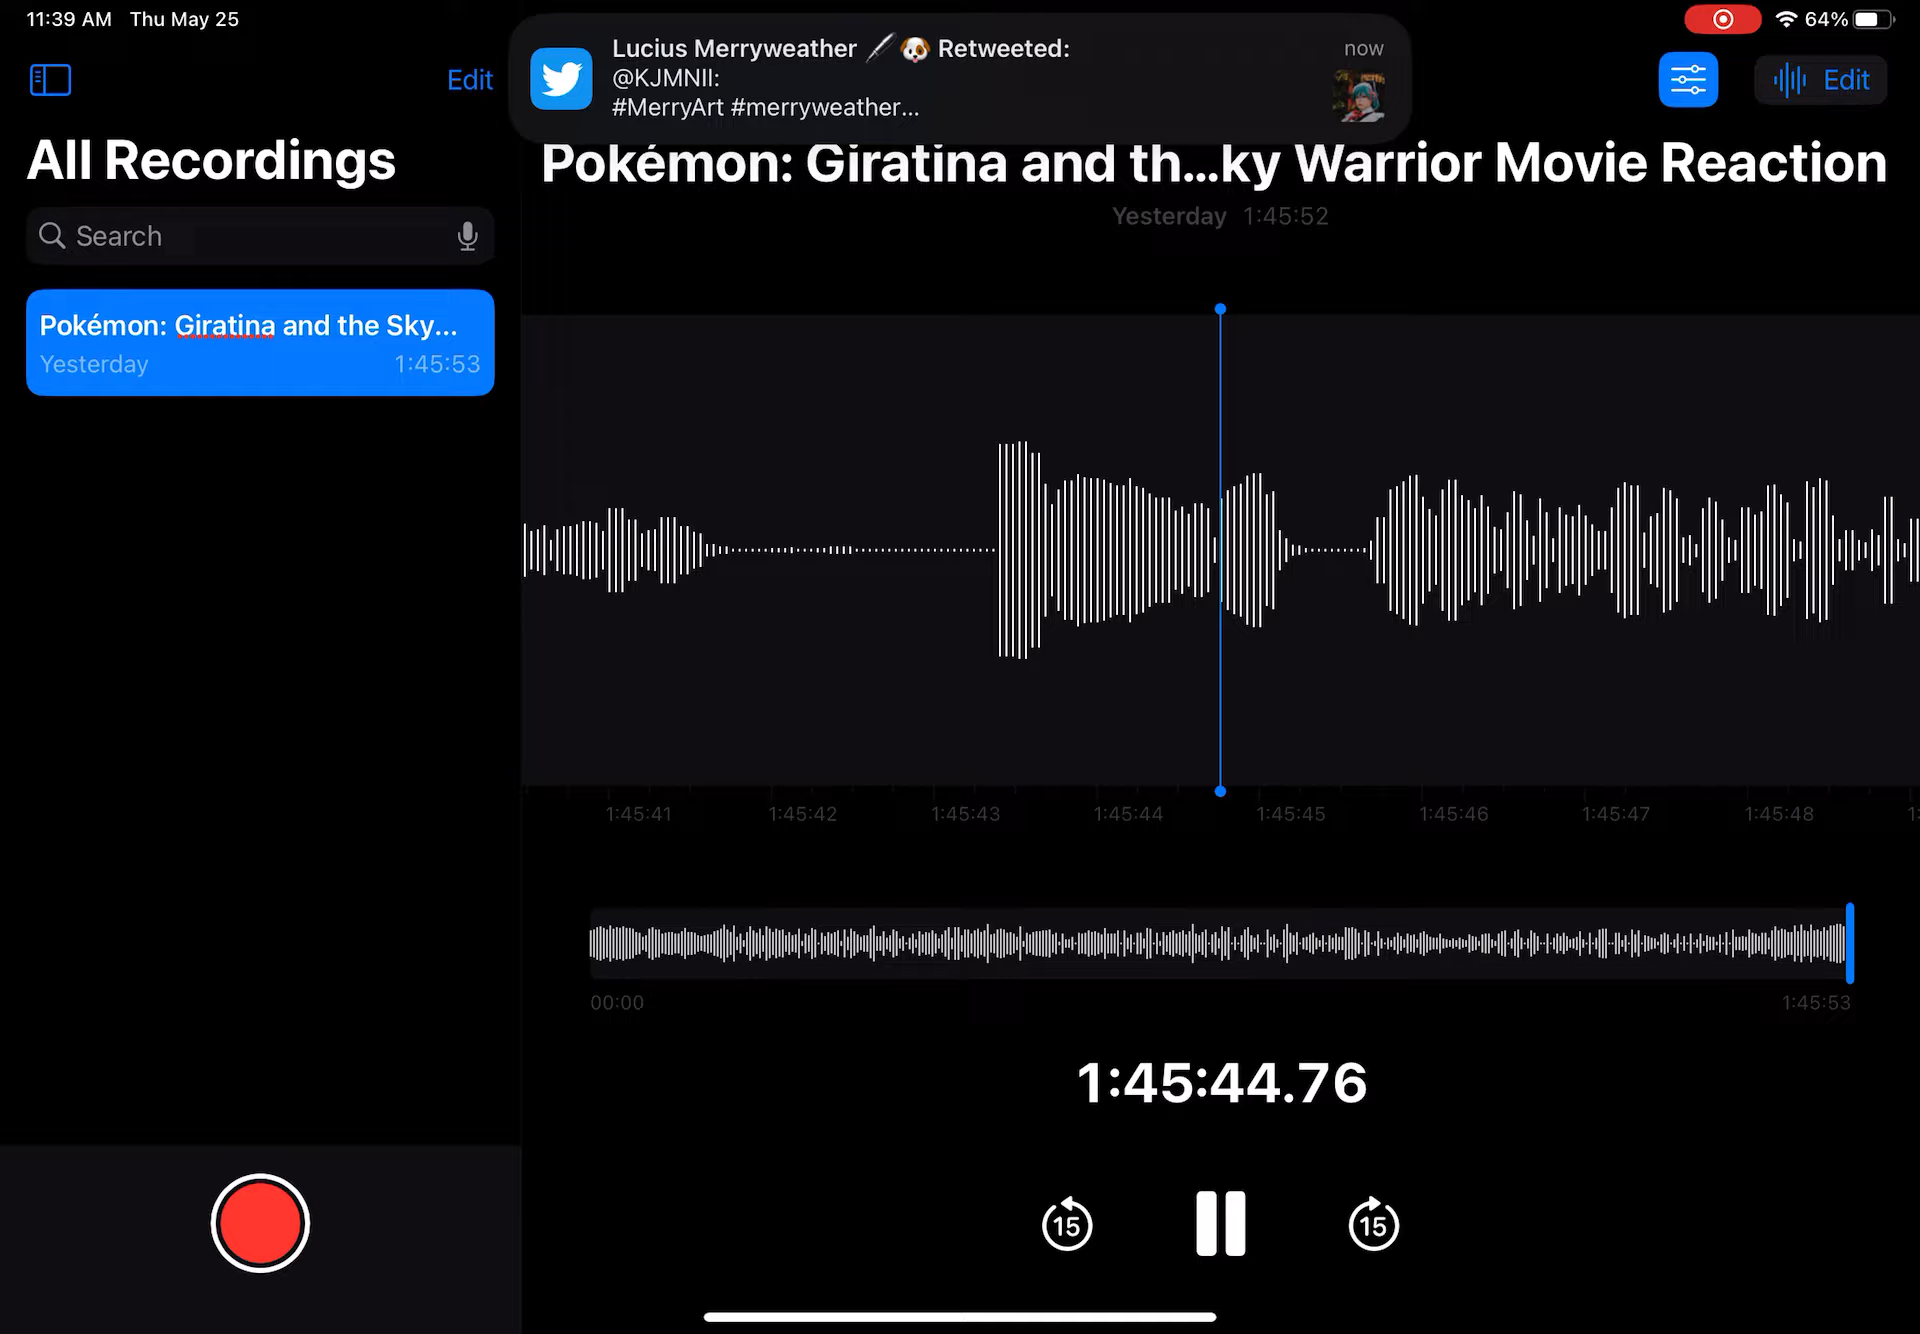 11:39 AM Thu May 25
64%
Edit
Lucius Merryweather 🗡️🐶 Retweeted:
now
@KJMNII:
#MerryArt #merryweather...
Edit
All Recordings
Pokémon: Giratina and th...ky Warrior Movie Reaction
Yesterday 1:45:52
Search
Pokémon: Giratina and the Sky...
Yesterday 1:45:53
1:45:41 1:45:42 1:45:43 1:45:44 1:45:45 1:45:46 1:45:47 1:45:48
00:00 1:45:53
1:45:44.76
15 15